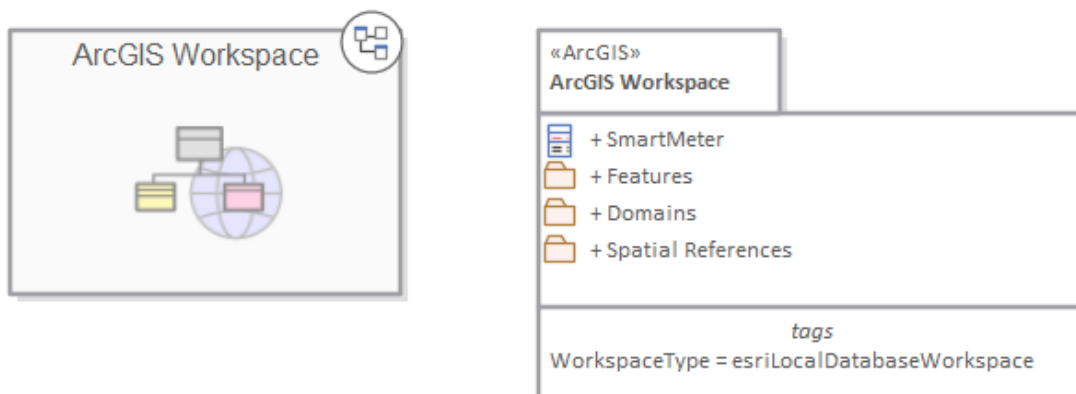 ArcGIS Workspace
«ArcGIS»
ArcGIS Workspace
+ SmartMeter
+ Features
+ Domains
+ Spatial References
tags
WorkspaceType = esriLocalDatabaseWorkspace